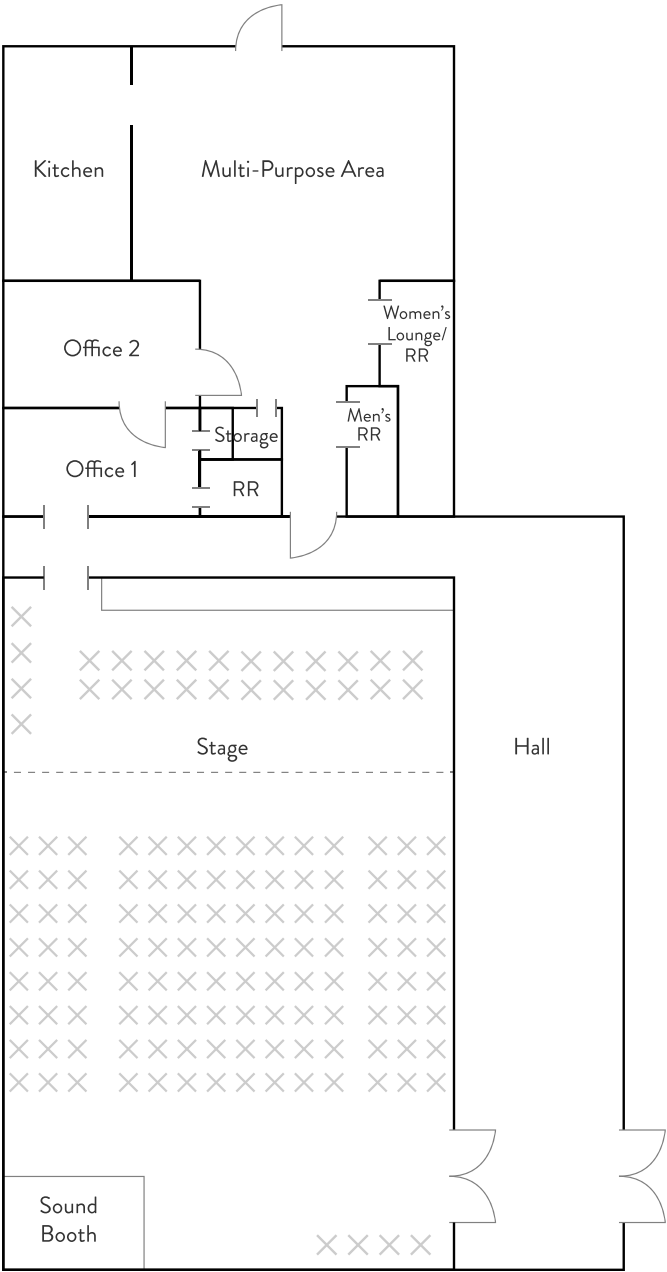 Kitchen
Multi-Purpose Area
Women's
Lounge/
RR
Office 2
Men's
RR
Storage
Office 1
RR
Stage
Hall
Sound
Booth